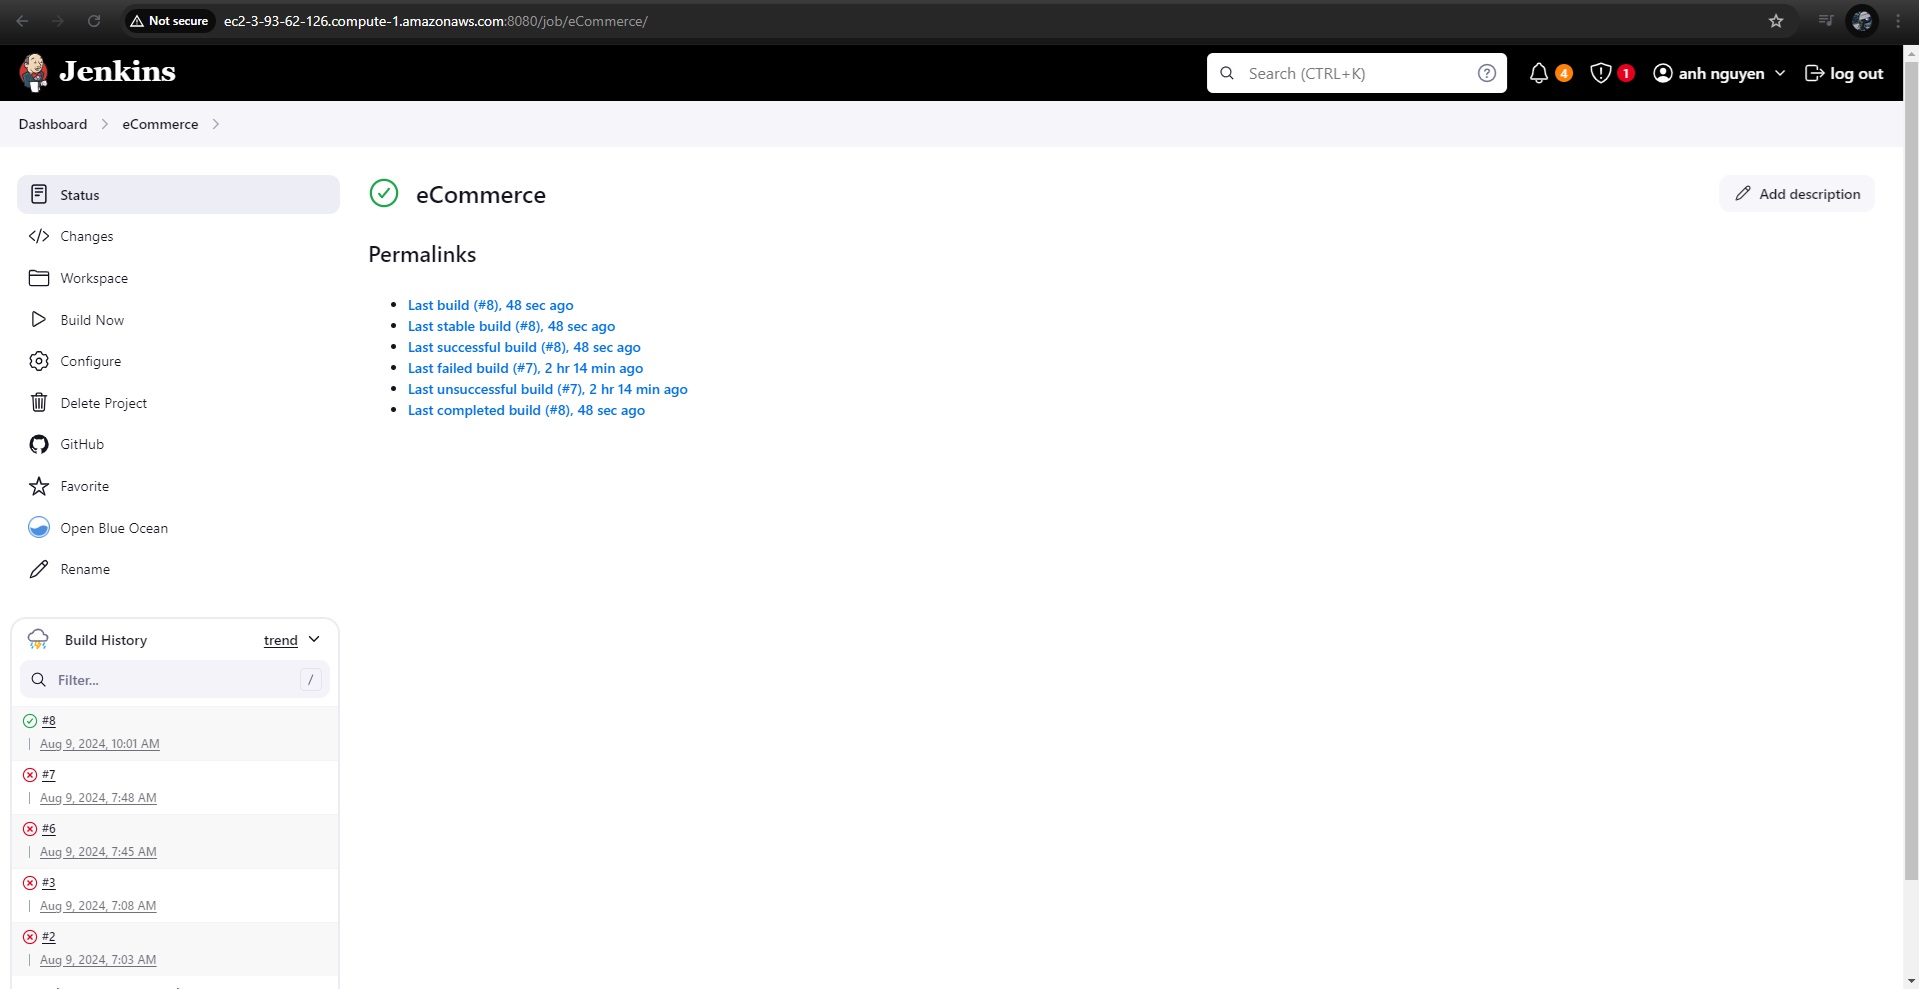 Not secure ec2-3-93-62-126.compute-1.amazonaws.com:8080/job/eCommerce/
Jenkins
Search (CTRL+K) ?
4
1
anh nguyen
log out
Dashboard eCommerce
Status
Changes
Workspace
Build Now
Configure
Delete Project
GitHub
Favorite
Open Blue Ocean
Rename
eCommerce
Add description
Permalinks
Last build (#8), 48 sec ago
Last stable build (#8), 48 sec ago
Last successful build (#8), 48 sec ago
Last failed build (#7), 2 hr 14 min ago
Last unsuccessful build (#7), 2 hr 14 min ago
Last completed build (#8), 48 sec ago
Build History trend
Filter... /
#8
| Aug 9, 2024, 10:01 AM
#7
| Aug 9, 2024, 7:48 AM
#6
| Aug 9, 2024, 7:45 AM
#3
| Aug 9, 2024, 7:08 AM
#2
| Aug 9, 2024, 7:03 AM